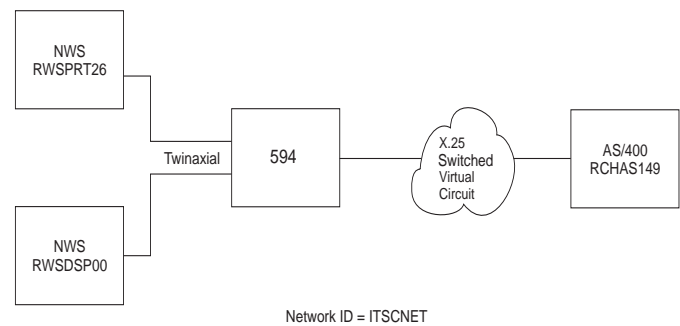 NWS
RWSPRT26
Twinaxial
594
X.25
Switched
Virtual
Circuit
AS/400
RCHAS149
NWS
RWSDSP00
Network ID = ITSCNET